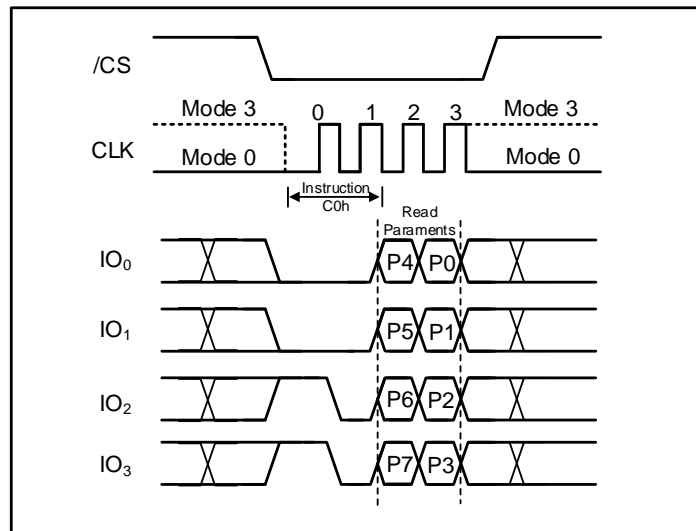 /CS
Mode 3 0 1 2 3 Mode 3
CLK
Mode 0 Mode 0
Instruction
C0h
Read
Paraments
IO0 P4 P0
IO1 P5 P1
IO2 P6 P2
IO3 P7 P3